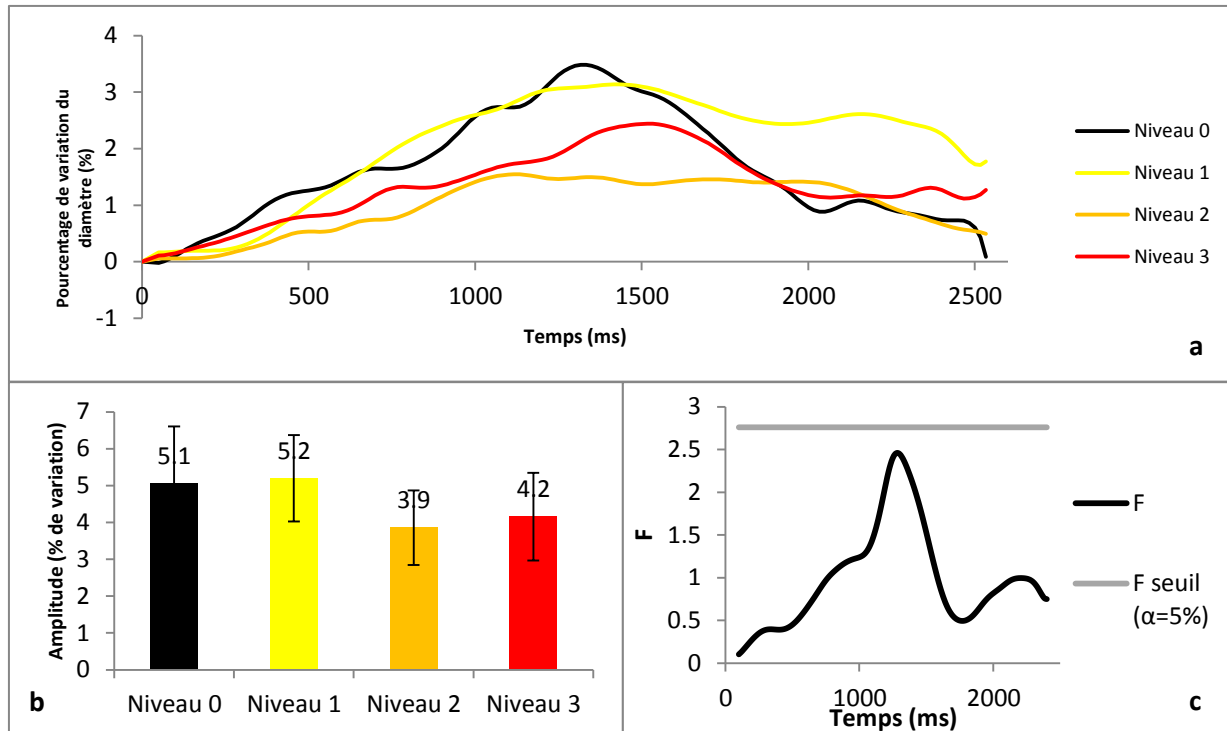 Pourcentage de variation du
diamètre (%)
4
3
2
1
0
-1
0 500 1000 1500 2000 2500
Temps (ms)
Niveau 0
Niveau 1
Niveau 2
Niveau 3
a
Amplitude (% de variation)
7
6
5
4
3
2
1
0
5.1
5.2
3.9
4.2
Niveau 0 Niveau 1 Niveau 2 Niveau 3
b
F
3
2.5
2
1.5
1
0.5
0
0 1000 2000
Temps (ms)
F
F seuil
(α=5%)
c